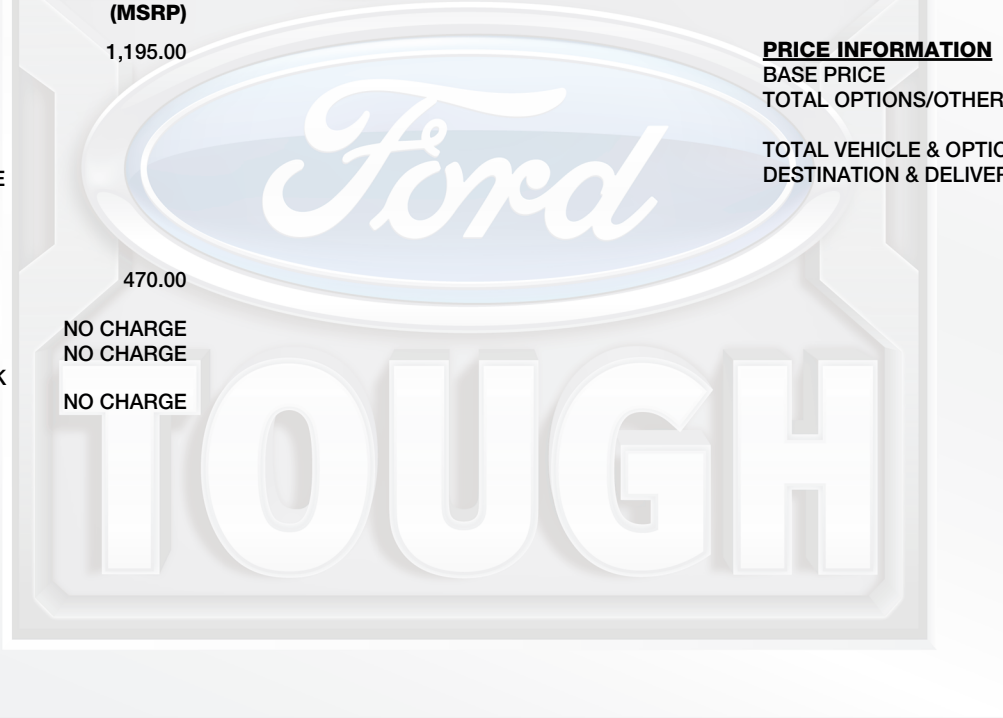 (MSRP)
1,195.00
E
470.00
NO CHARGE
NO CHARGE
K
NO CHARGE
PRICE INFORMATION
BASE PRICE
TOTAL OPTIONS/OTHER
TOTAL VEHICLE & OPTIO
DESTINATION & DELIVER
Ford
TOUGH